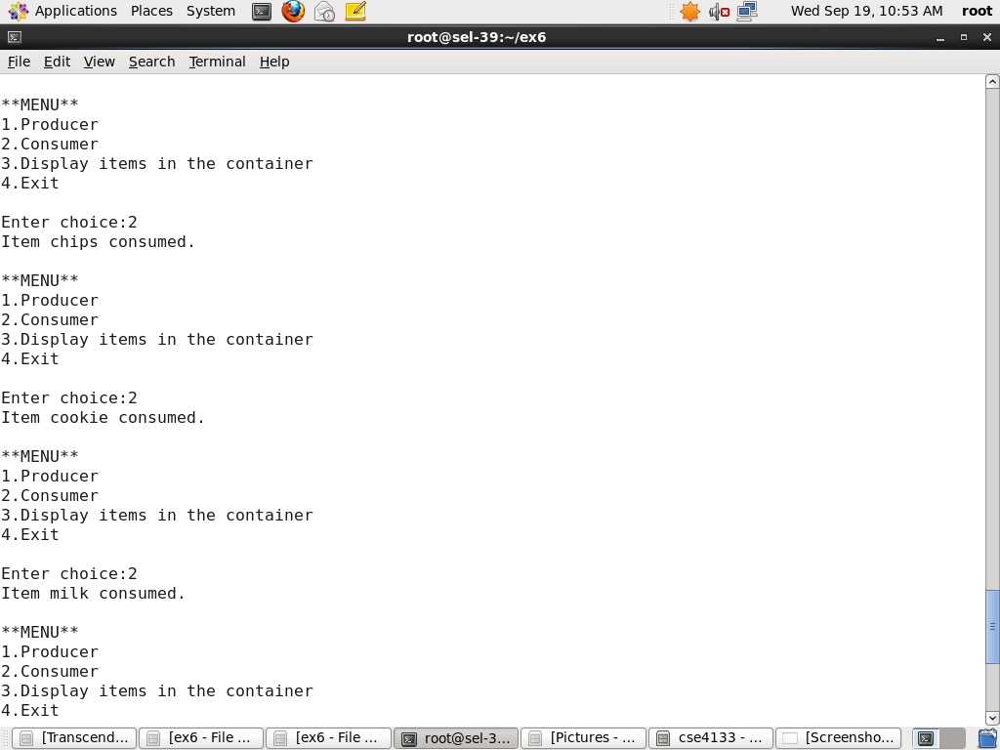 Applications Places System Wed Sep 19, 10:53 AM root
root@sel-39:~/ex6
File Edit View Search Terminal Help
**MENU**
1.Producer
2.Consumer
3.Display items in the container
4.Exit
Enter choice:2
Item chips consumed.
**MENU**
1.Producer
2.Consumer
3.Display items in the container
4.Exit
Enter choice:2
Item cookie consumed.
**MENU**
1.Producer
2.Consumer
3.Display items in the container
4.Exit
Enter choice:2
Item milk consumed.
**MENU**
1.Producer
2.Consumer
3.Display items in the container
4.Exit
[Transcend... [ex6 - File ... [ex6 - File ... root@sel-3... [Pictures - ... cse4133 - ... [Screensho...